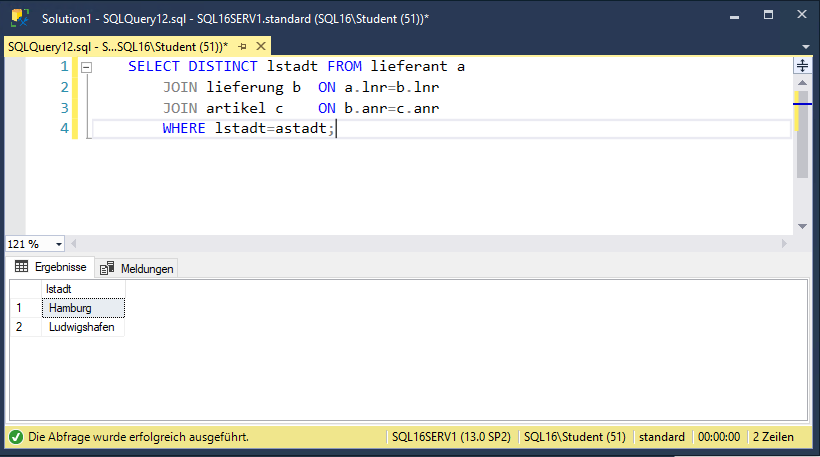 Solution1 - SQLQuery12.sql - SQL16SERV1.standard (SQL16\Student (51))*
SQLQuery12.sql - S...SQL16\Student (51))*
1 SELECT DISTINCT lstadt FROM lieferant a
2 JOIN lieferung b ON a.lnr=b.lnr
3 JOIN artikel c ON b.anr=c.anr
4 WHERE lstadt=astadt;
121 %
Ergebnisse Meldungen
lstadt
1 Hamburg
2 Ludwigshafen
Die Abfrage wurde erfolgreich ausgeführt. SQL16SERV1 (13.0 SP2) SQL16\Student (51) standard 00:00:00 2 Zeilen